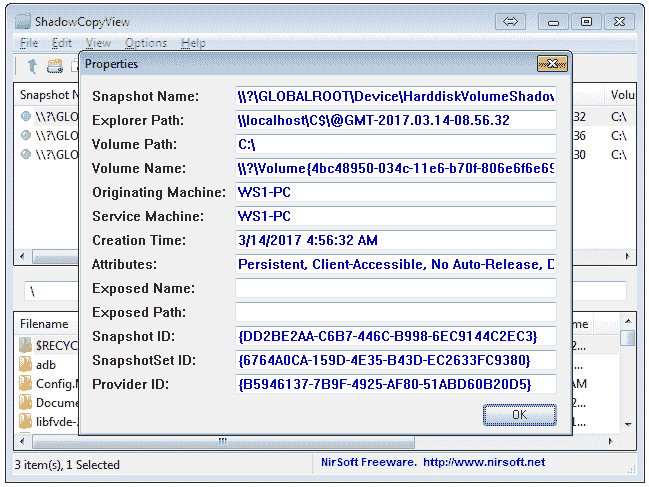 ShadowCopyView
File Edit View Options Help
Properties
Snapshot N
Volu
\\?\GLO
32
C:\
\\?\GLO
36
C:\
\\?\GLO
30
C:\
Snapshot Name: \\?\GLOBALROOT\Device\HarddiskVolumeShadow
Explorer Path: \\localhost\C$\@GMT-2017.03.14-08.56.32
Volume Path: C:\
Volume Name: \\?\Volume{4bc48950-034c-11e6-b70f-806e6f6e69
Originating Machine: WS1-PC
Service Machine: WS1-PC
Creation Time: 3/14/2017 4:56:32 AM
Attributes: Persistent, Client-Accessible, No Auto-Release, D
Exposed Name:
Exposed Path:
Snapshot ID: {DD2BE2AA-C6B7-446C-B998-6EC9144C2EC3}
SnapshotSet ID: {6764A0CA-159D-4E35-B43D-EC2633FC9380}
Provider ID: {B5946137-7B9F-4925-AF80-51ABD60B20D5}
OK
\
Filename
me
$RECYC
2...
adb
2...
Config.M
AM
Docume
2...
libfvde-
2...
3 item(s), 1 Selected
NirSoft Freeware. http://www.nirsoft.net